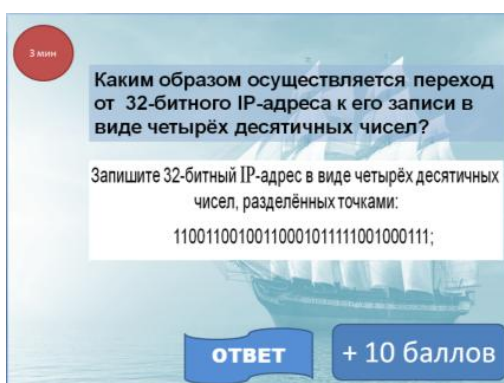 3 мин
Каким образом осуществляется переход
от 32-битного IP-адреса к его записи в
виде четырёх десятичных чисел?
Запишите 32-битный IP-адрес в виде четырёх десятичных
чисел, разделённых точками:
11001100100110001011111001000111;
ОТВЕТ
+ 10 баллов